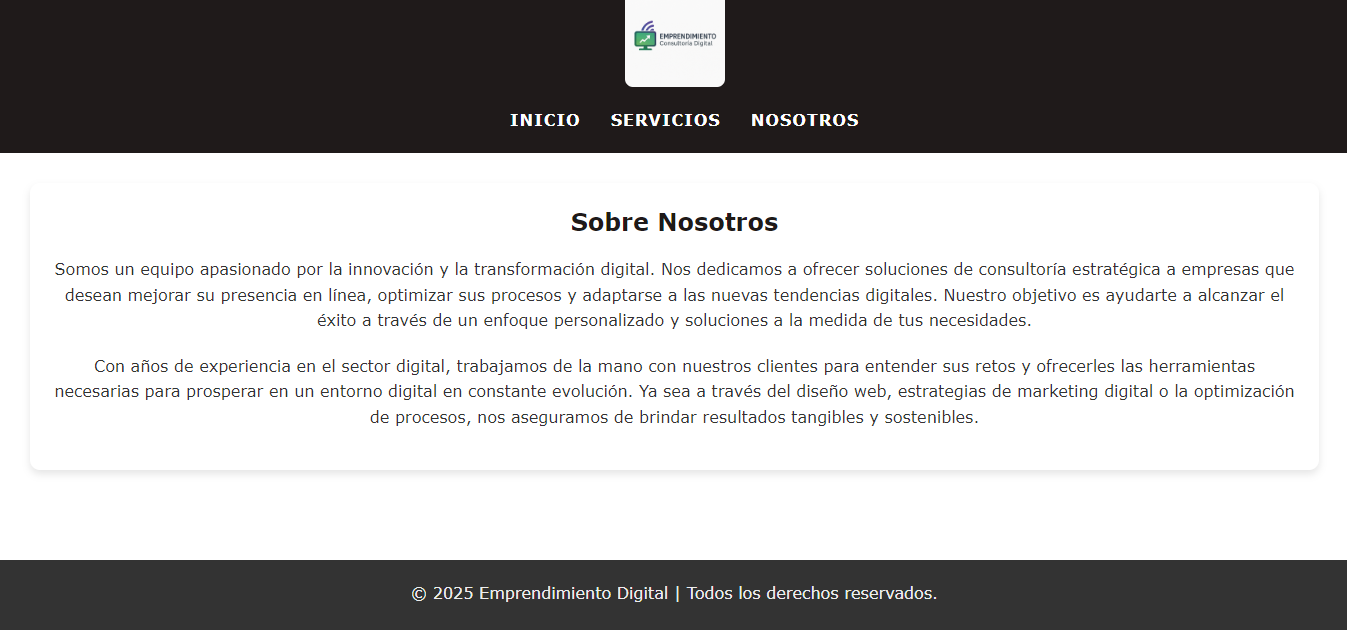 EMPRENDIMIENTO
Consultoría Digital
INICIO SERVICIOS NOSOTROS
Sobre Nosotros
Somos un equipo apasionado por la innovación y la transformación digital. Nos dedicamos a ofrecer soluciones de consultoría estratégica a empresas que
desean mejorar su presencia en línea, optimizar sus procesos y adaptarse a las nuevas tendencias digitales. Nuestro objetivo es ayudarte a alcanzar el
éxito a través de un enfoque personalizado y soluciones a la medida de tus necesidades.
Con años de experiencia en el sector digital, trabajamos de la mano con nuestros clientes para entender sus retos y ofrecerles las herramientas
necesarias para prosperar en un entorno digital en constante evolución. Ya sea a través del diseño web, estrategias de marketing digital o la optimización
de procesos, nos aseguramos de brindar resultados tangibles y sostenibles.
© 2025 Emprendimiento Digital | Todos los derechos reservados.